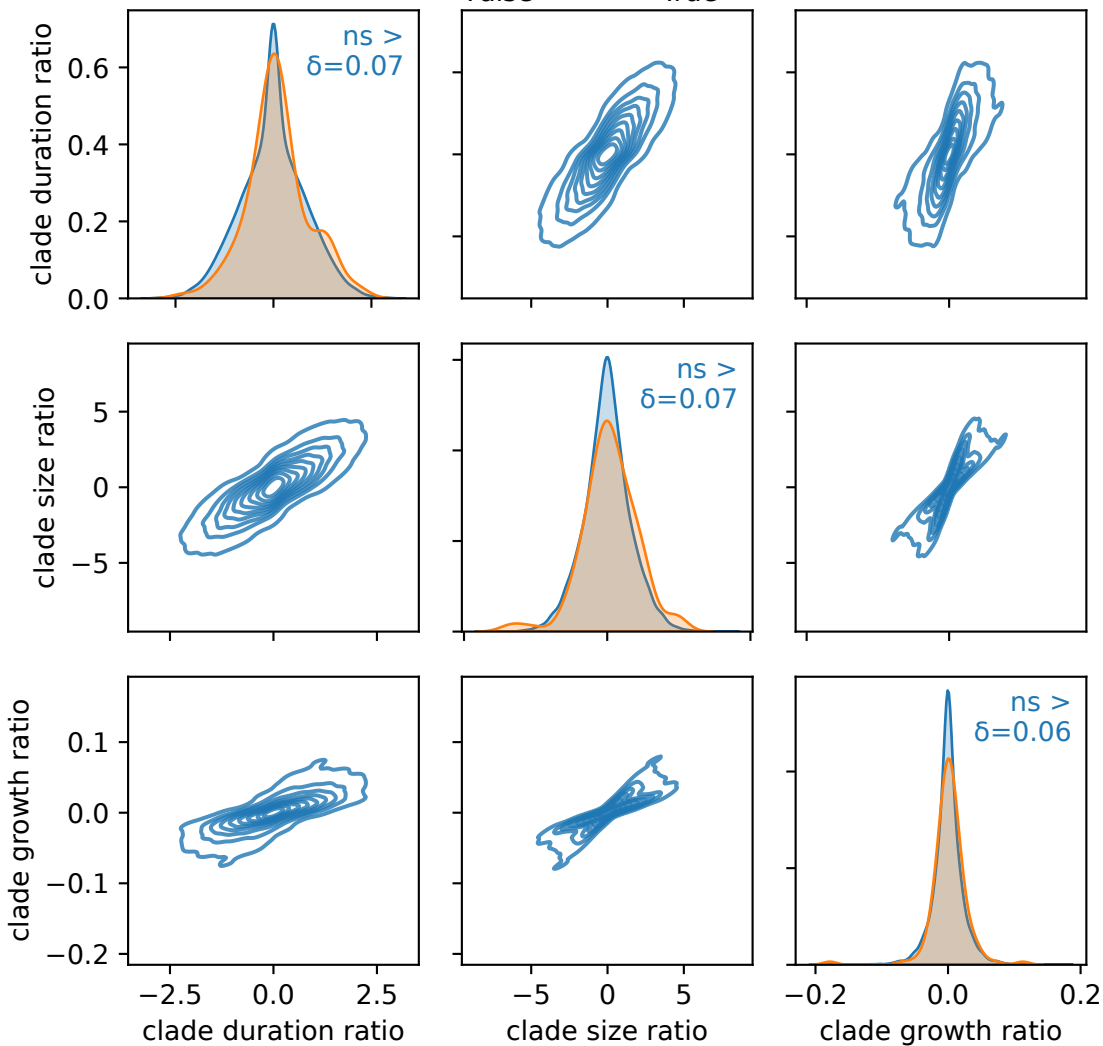 ns >
δ=0.07
clade duration ratio
0.6
0.4
0.2
0.0
ns >
δ=0.07
clade size ratio
5
0
−5
ns >
δ=0.06
clade growth ratio
0.1
0.0
−0.1
−0.2
−2.5 0.0 2.5
−5 0 5
−0.2 0.0 0.2
clade duration ratio
clade size ratio
clade growth ratio